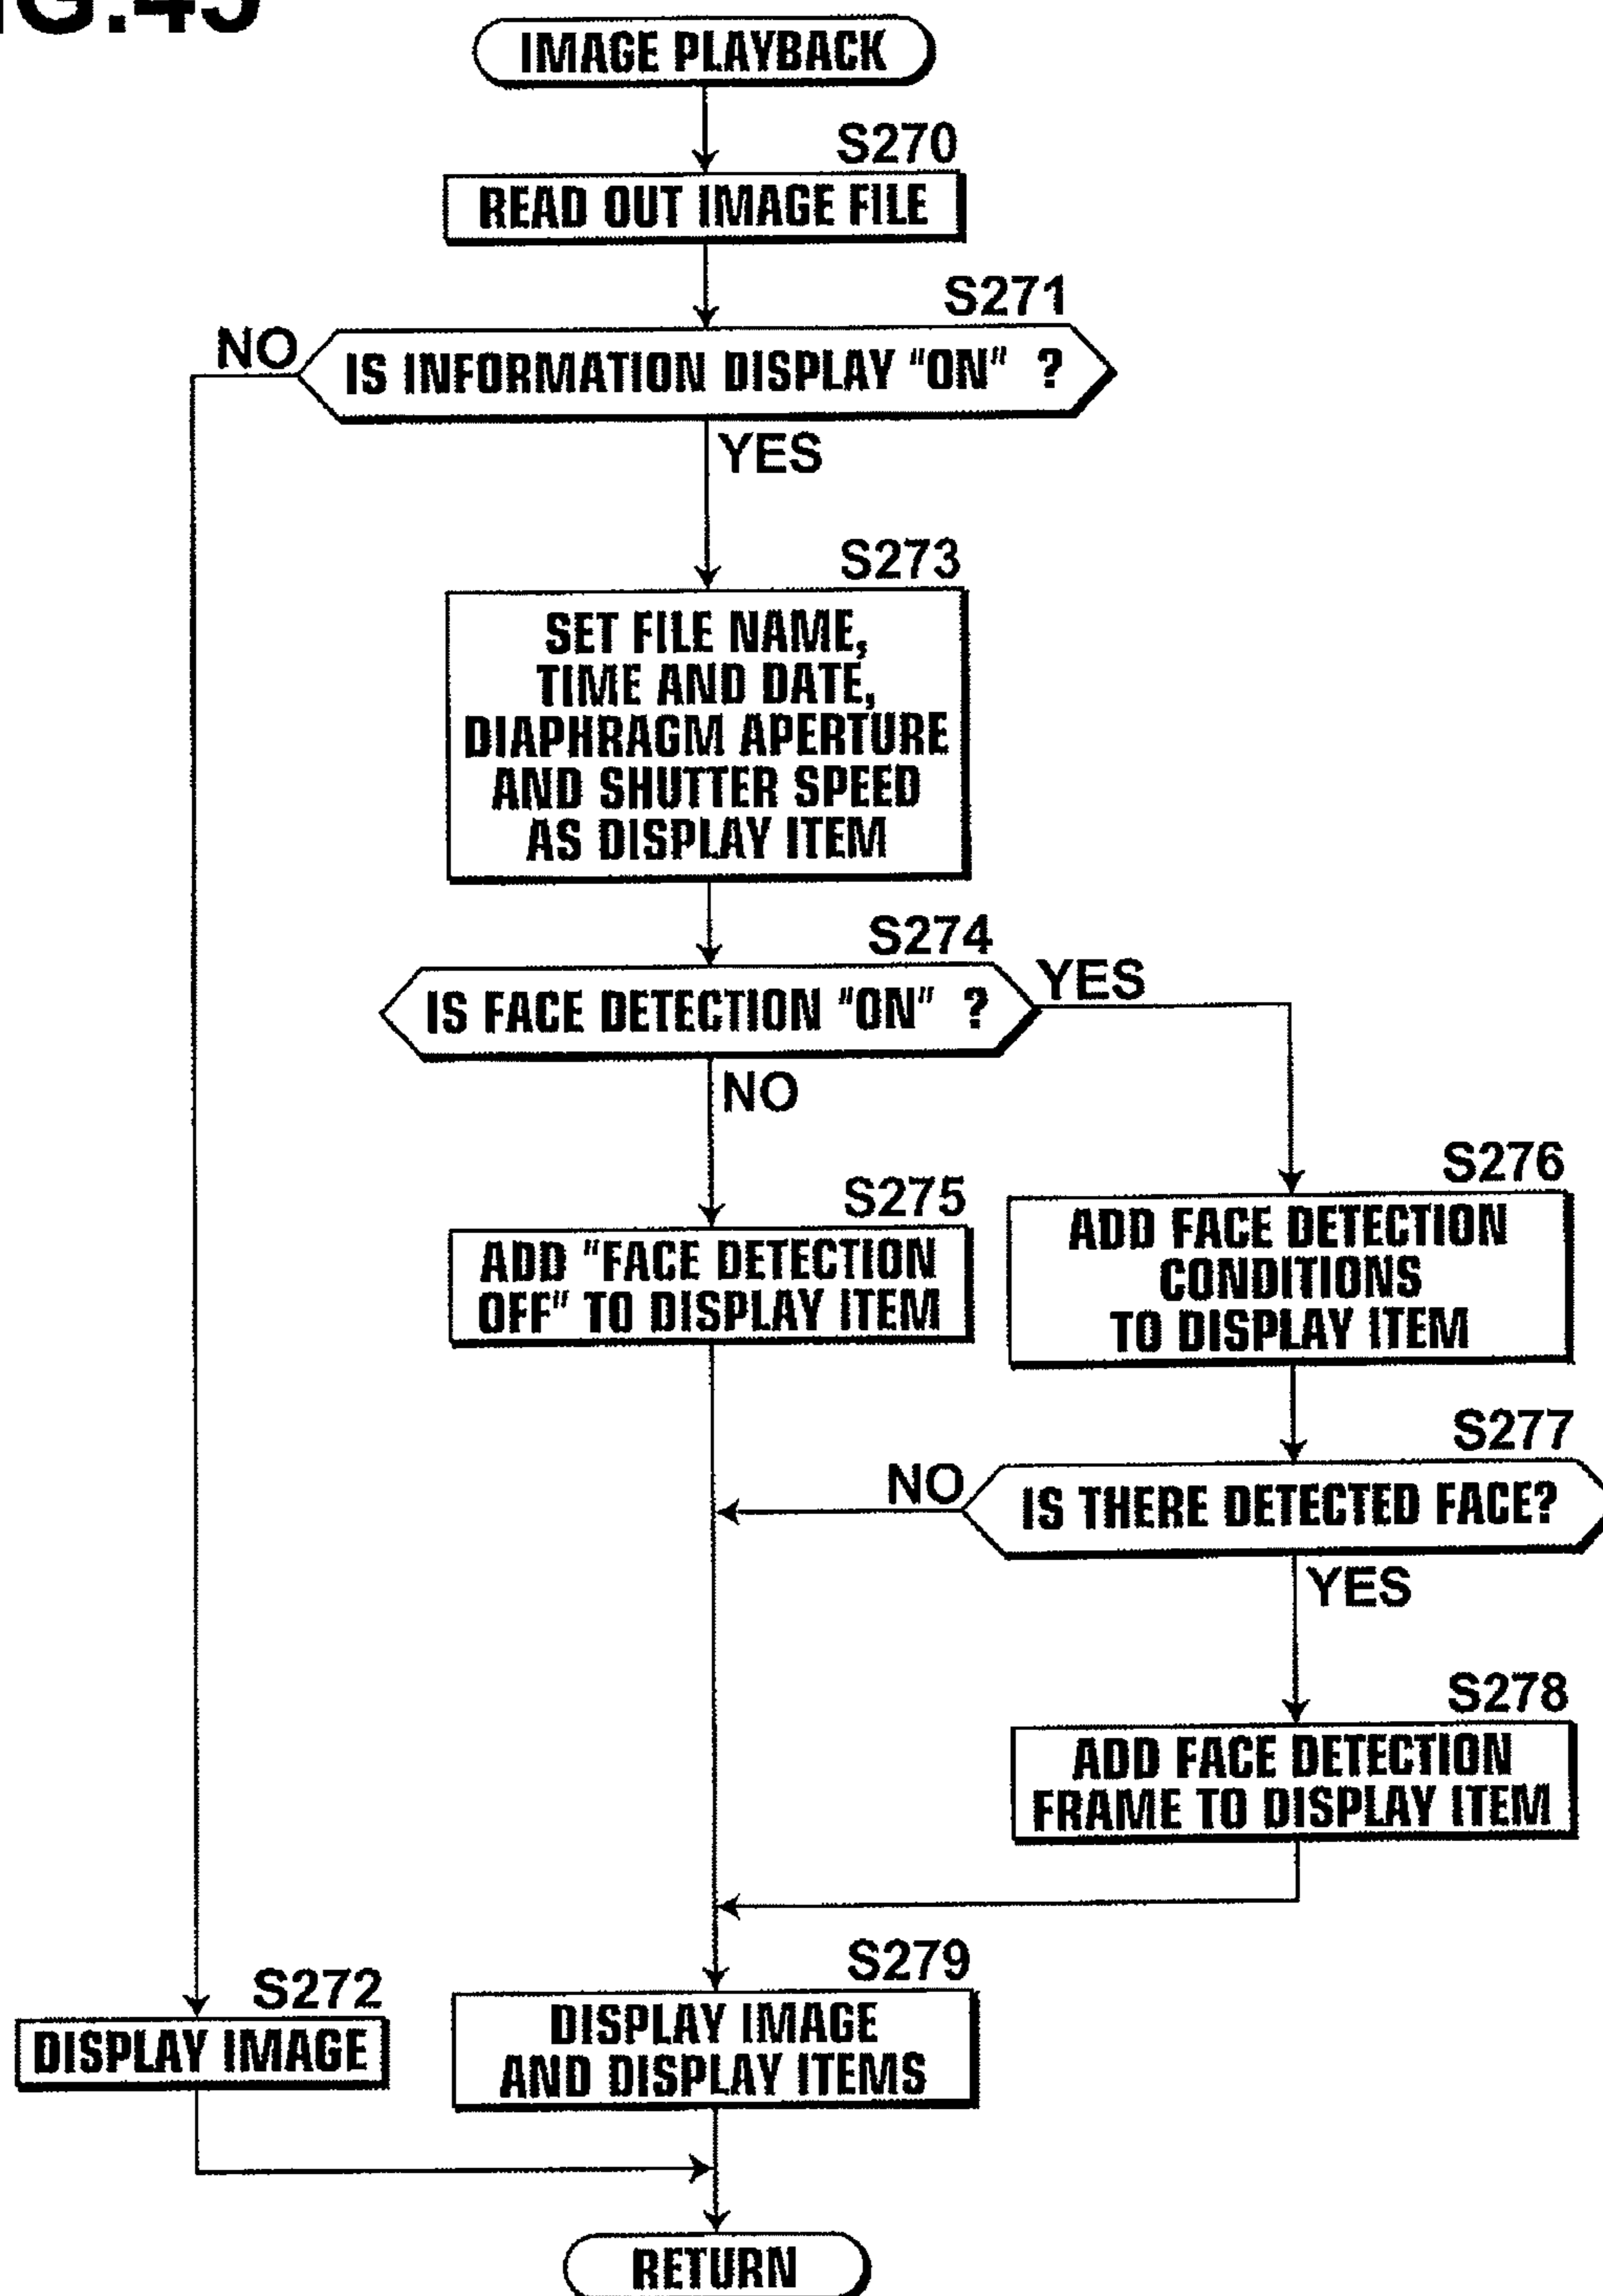 IMAGE PLAYBACK
S270
READ OUT IMAGE FILE
S271
NO
IS INFORMATION DISPLAY "ON" ?
YES
S273
SET FILE NAME,
TIME AND DATE,
DIAPHRAGM APERTURE
AND SHUTTER SPEED
AS DISPLAY ITEM
S274
YES
IS FACE DETECTION "ON" ?
NO
S275
ADD "FACE DETECTION
OFF" TO DISPLAY ITEM
S276
ADD FACE DETECTION
CONDITIONS
TO DISPLAY ITEM
S277
NO
IS THERE DETECTED FACE?
YES
S278
ADD FACE DETECTION
FRAME TO DISPLAY ITEM
S272
DISPLAY IMAGE
S279
DISPLAY IMAGE
AND DISPLAY ITEMS
RETURN